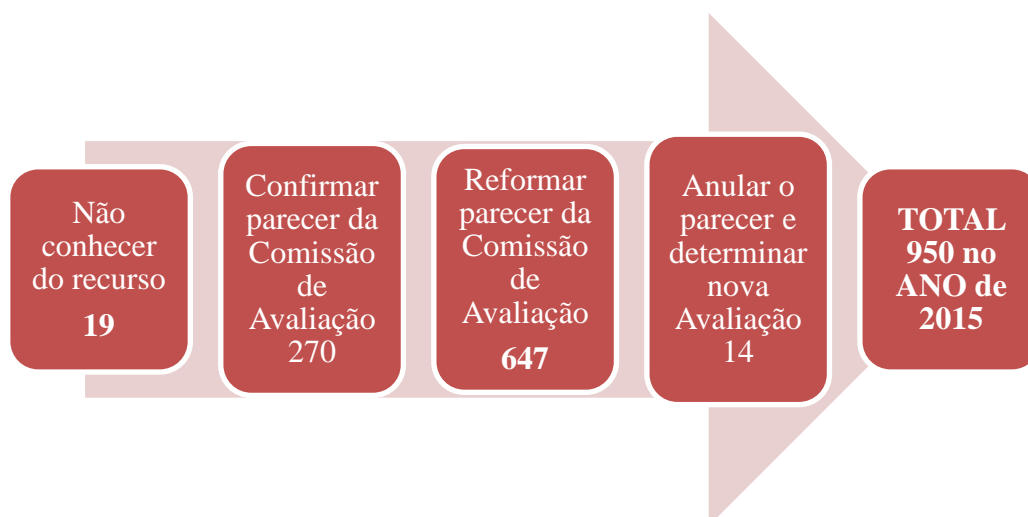 Não
conhecer
do recurso
19
Confirmar
parecer da
Comissão
de
Avaliação
270
Reformar
parecer da
Comissão
de
Avaliação
647
Anular o
parecer e
determinar
nova
Avaliação
14
TOTAL
950 no
ANO de
2015